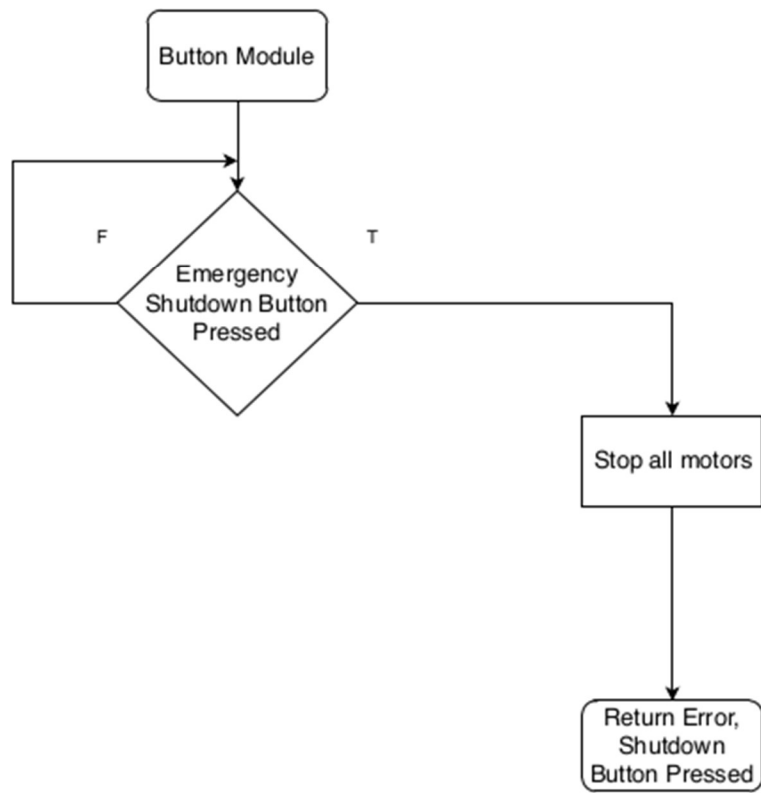 Button Module
F
T
Emergency
Shutdown Button
Pressed
Stop all motors
Return Error,
Shutdown
Button Pressed